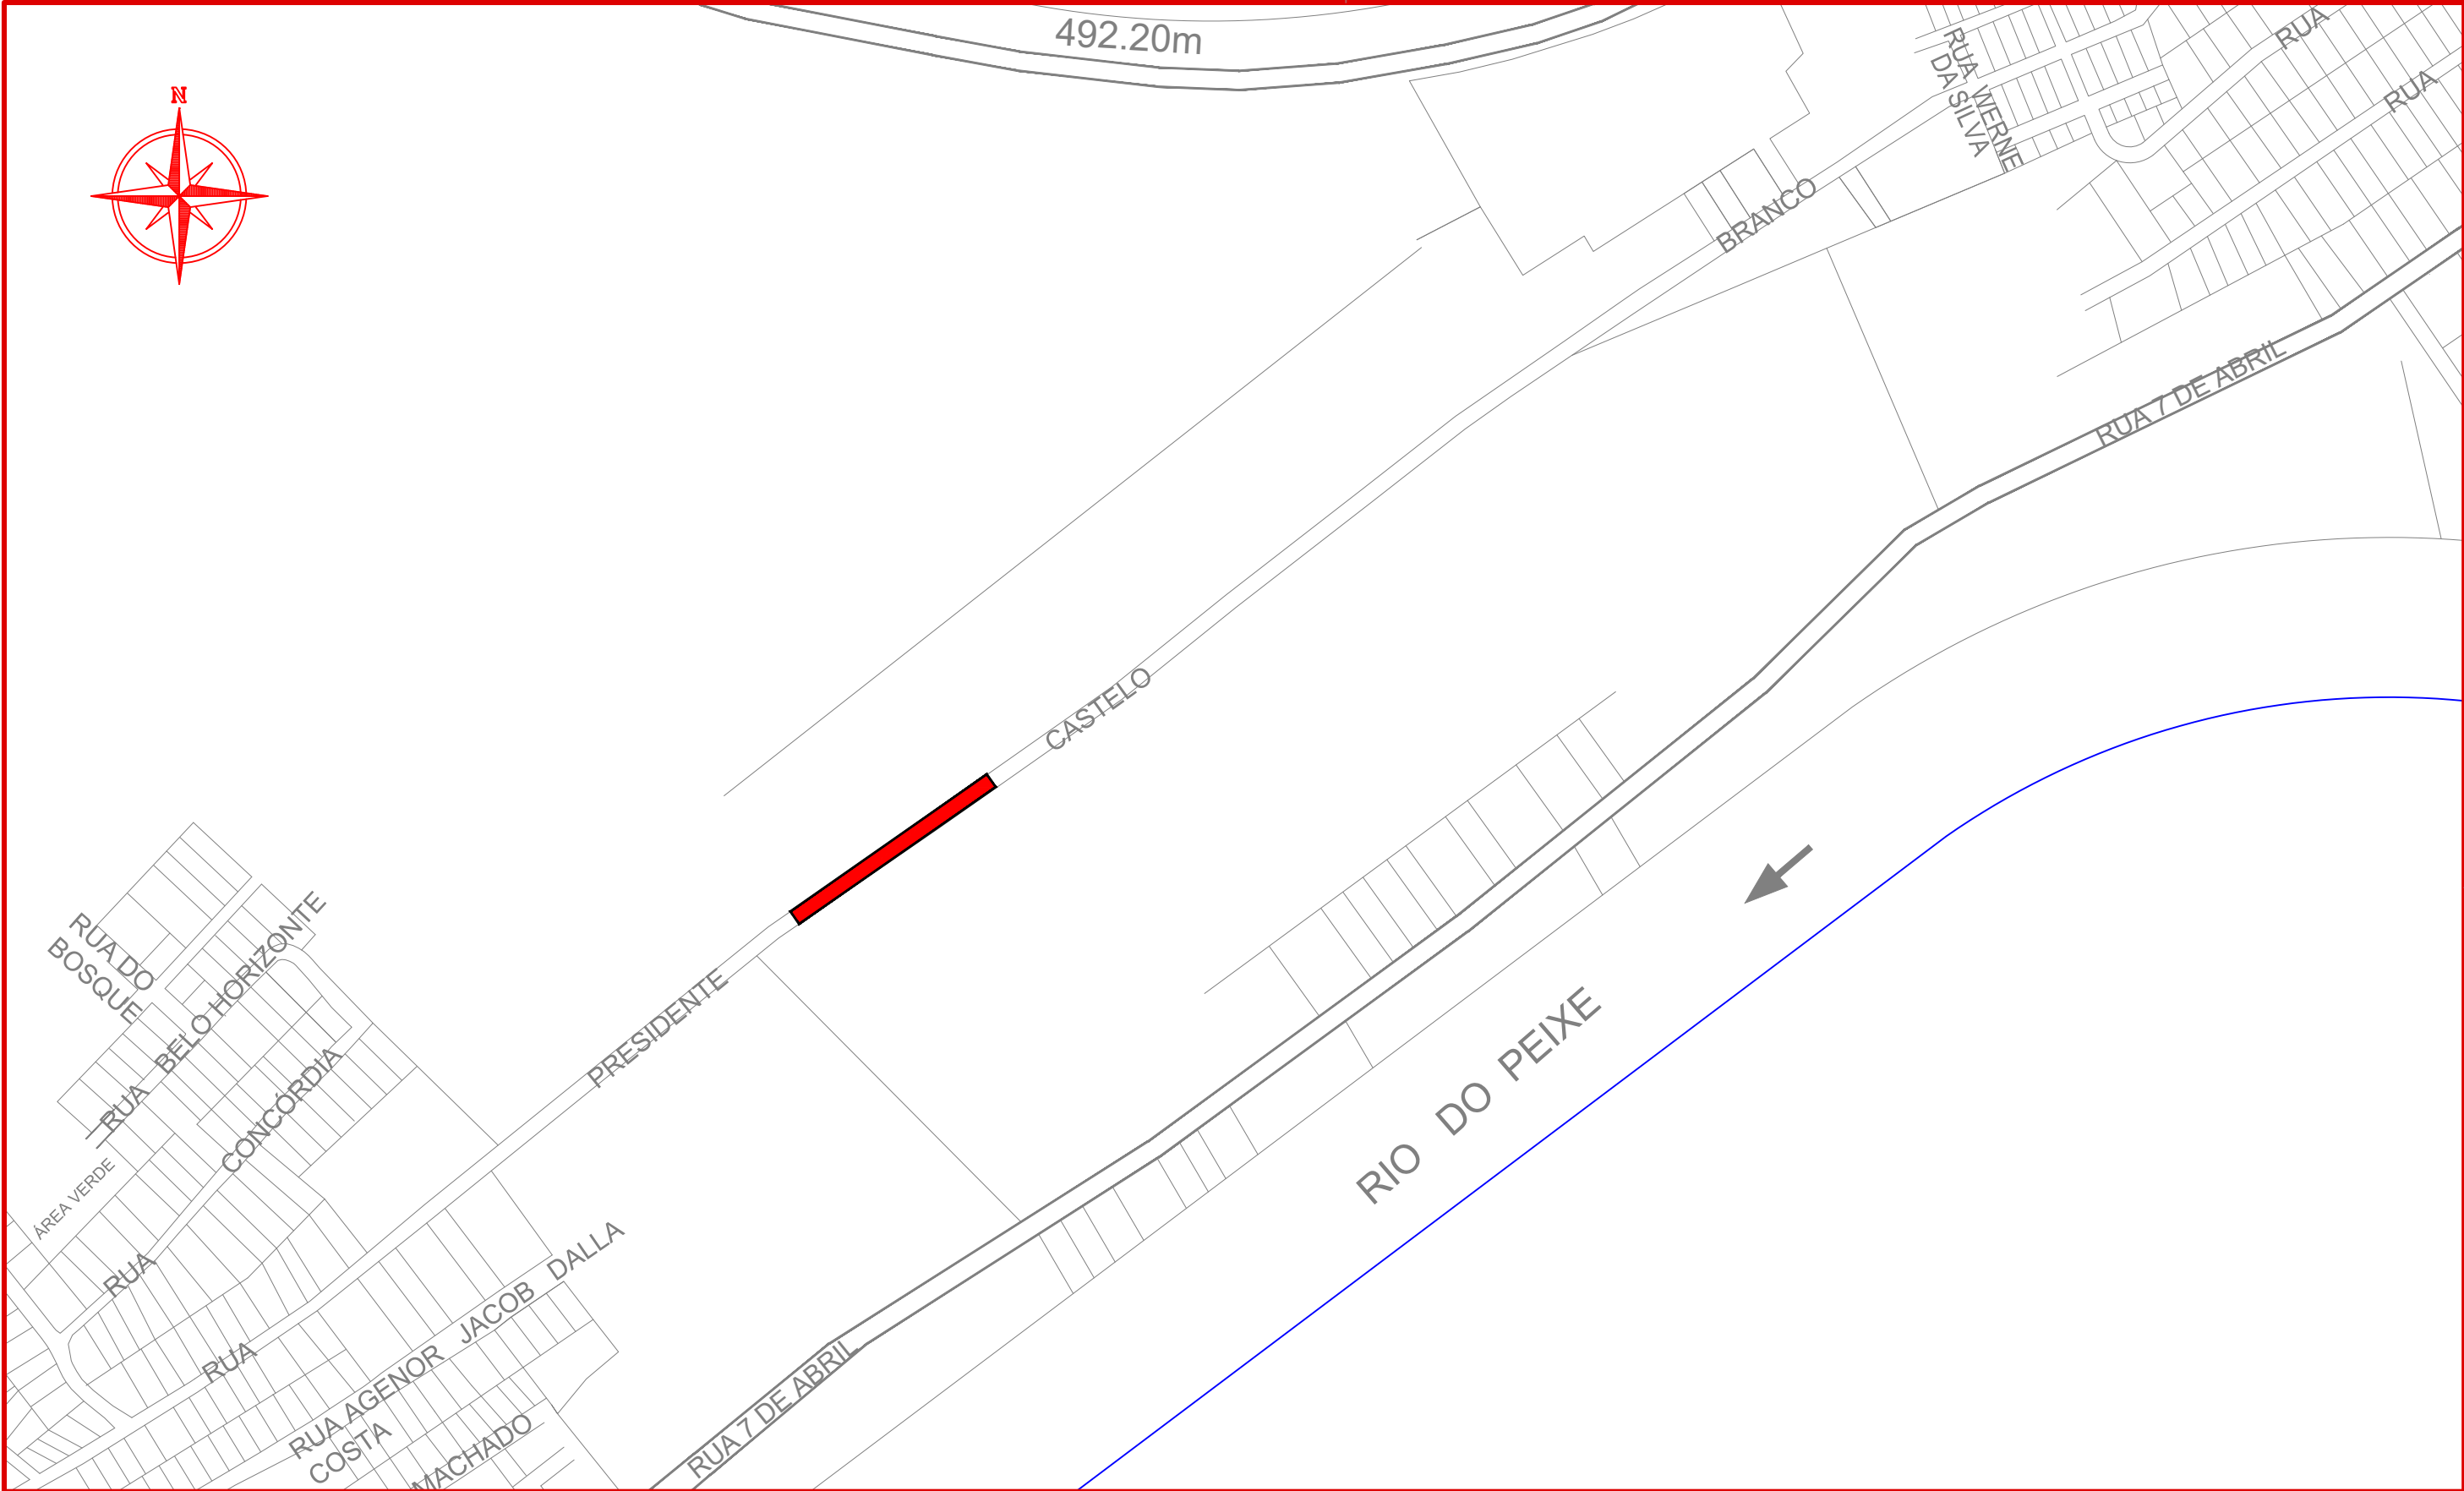 492.20m
N
RUA
RUA
RUA WERNE
DA SILVA
BRANCO
RUA 7 DE ABRIL
CASTELO
PRESIDENTE
RUA DO
BOSQUE
RUA BELO HORIZONTE
CONCÓRDIA
RUA
ÁREA VERDE
RIO DO PEIXE
RUA
RUA AGENOR JACOB DALLA
COSTA
MACHADO
RUA 7 DE ABRIL